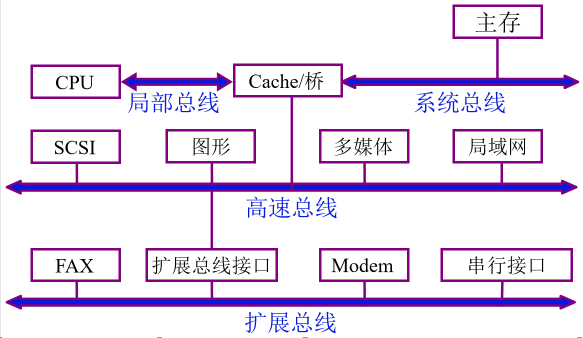 主存
CPU
Cache/桥
局部总线
系统总线
SCSI
图形
多媒体
局域网
高速总线
FAX
扩展总线接口
Modem
串行接口
扩展总线